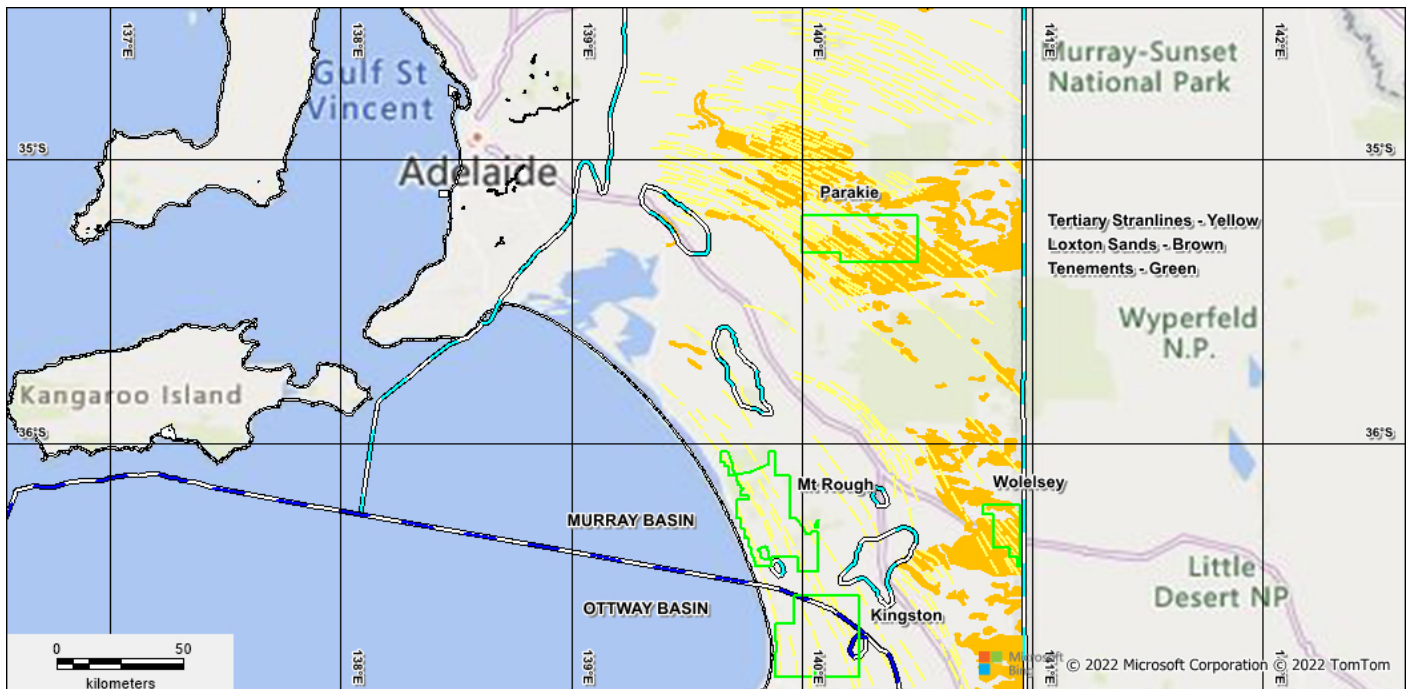 137°E
138°E
139°E
140°E
141°E
142°E
Gulf St
Vincent
Murray-Sunset
National Park
35°S
35°S
Adelaide
Parakie
Tertiary Stranlines - Yellow
Loxton Sands - Brown
Tenements - Green
Wyperfeld
N.P.
Kangaroo Island
36°S
36°S
Mt Rough
Wolelsey
MURRAY BASIN
Little
Desert NP
OTTWAY BASIN
Kingston
0 50
kilometers
138°E
139°E
140°E
141°E
Microsoft
Bing
© 2022 Microsoft Corporation © 2022 TomTom